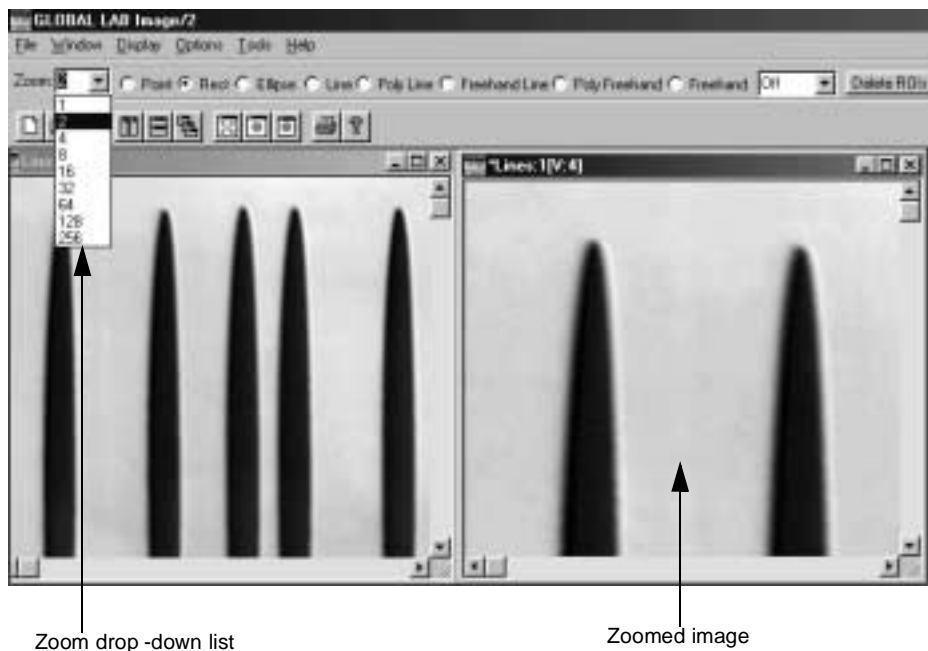 GLOBAL LAB Image/2
File Window Display Options Tools Help
Zoom: Point Rect Ellipse Line Poly Line Freehand Line Poly Freehand Freehand Off Delete ROIs
1
2
4
8
16
32
64
128
256
Lines
*Lines:1[V:4]
Zoom drop -down list
Zoomed image